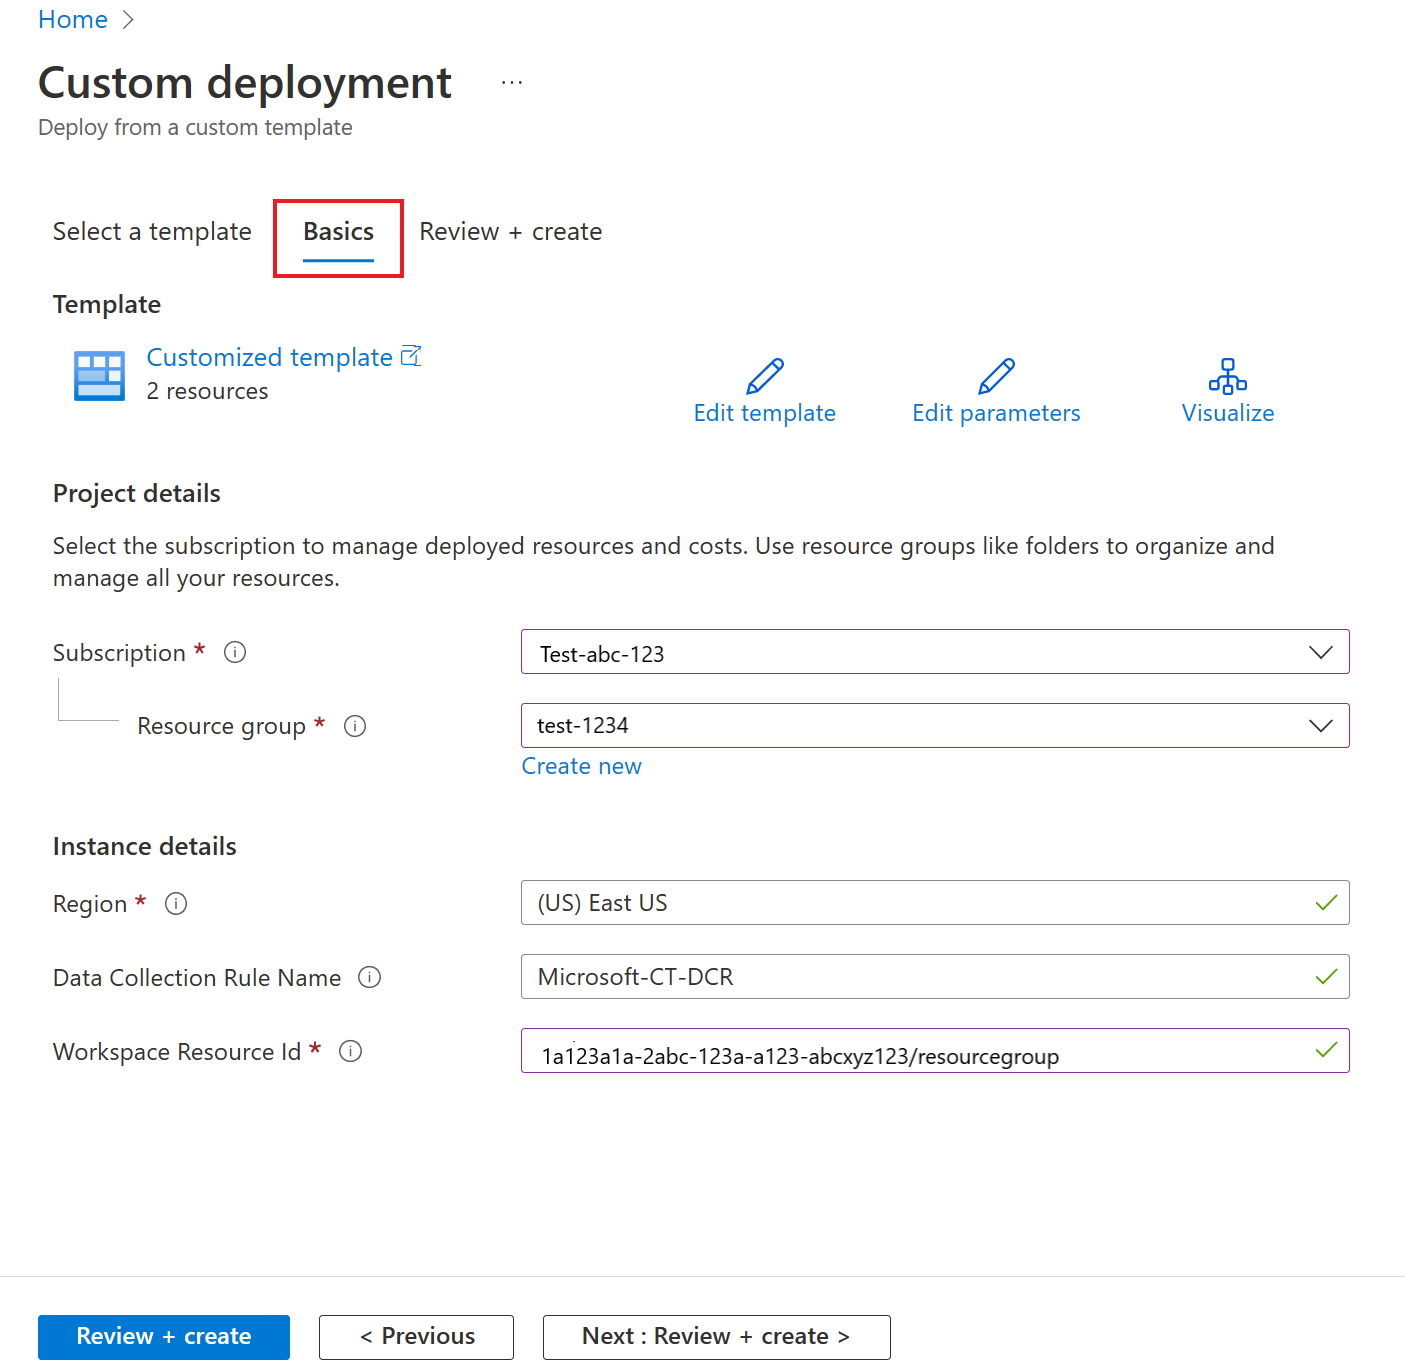 Home >
Custom deployment ...
Deploy from a custom template
Select a template Basics Review + create
Template
Customized template
2 resources
Edit template Edit parameters Visualize
Project details
Select the subscription to manage deployed resources and costs. Use resource groups like folders to organize and
manage all your resources.
Subscription * Test-abc-123
Resource group * test-1234
Create new
Instance details
Region * (US) East US
Data Collection Rule Name Microsoft-CT-DCR
Workspace Resource Id * 1a123a1a-2abc-123a-a123-abcxyz123/resourcegroup
Review + create < Previous Next : Review + create >